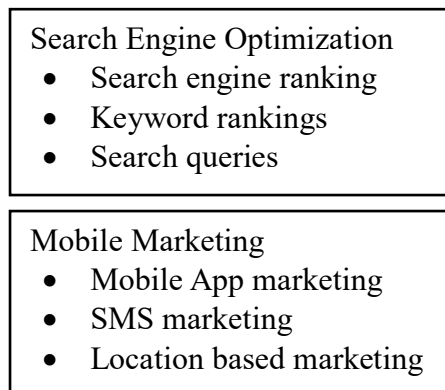 Search Engine Optimization
• Search engine ranking
• Keyword rankings
• Search queries
Mobile Marketing
• Mobile App marketing
• SMS marketing
• Location based marketing